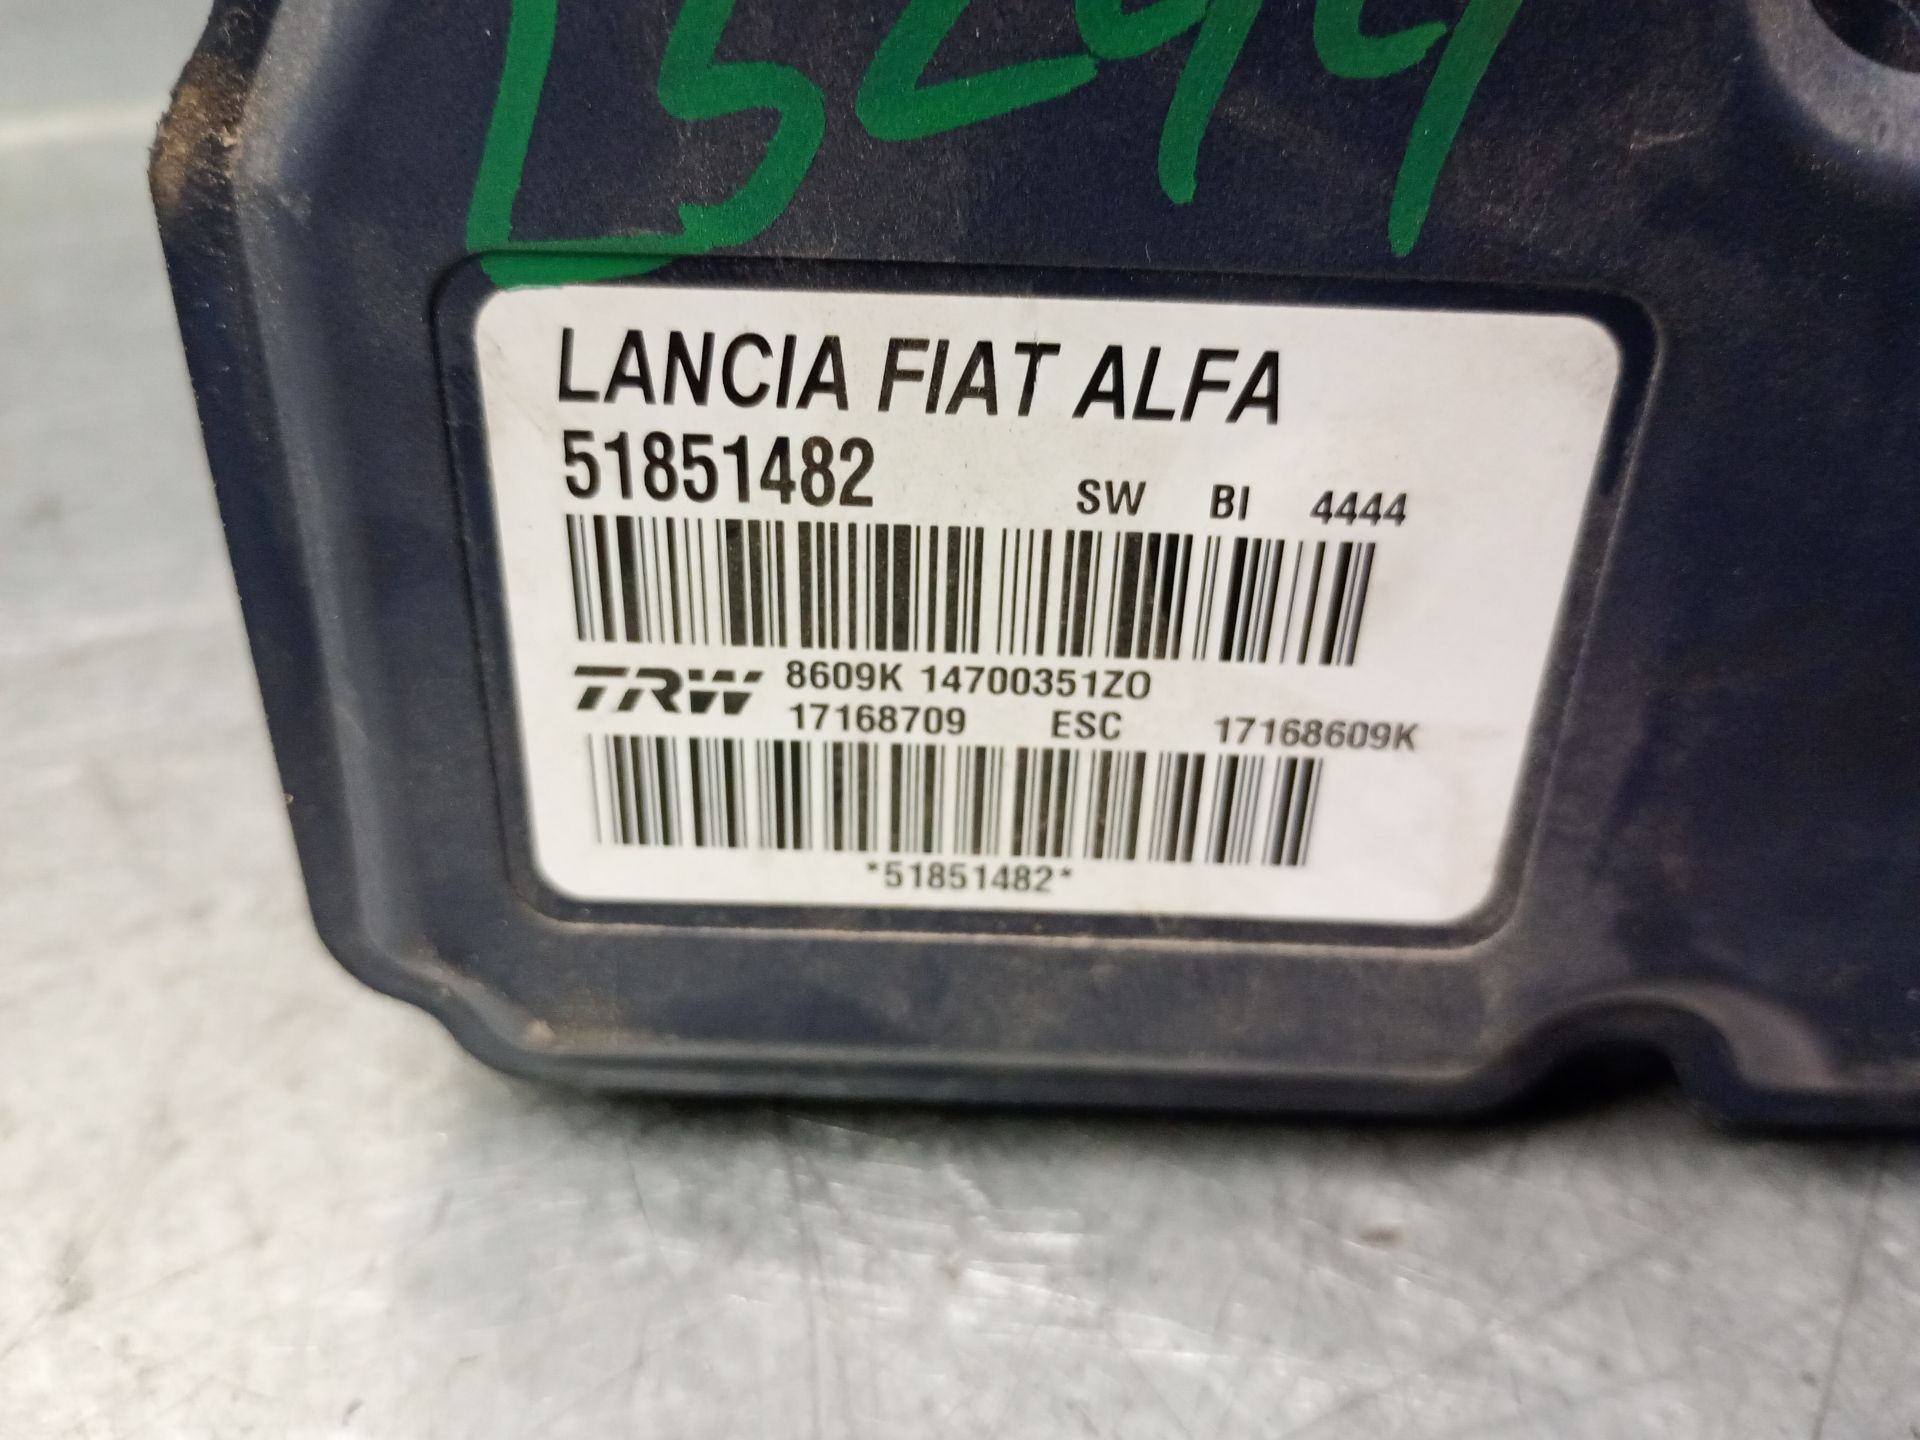 LANCIA FIAT ALFA
51851482 SW BI 4444
TRW 8609K 14700351ZO
17168709 ESC 17168609K
*51851482*